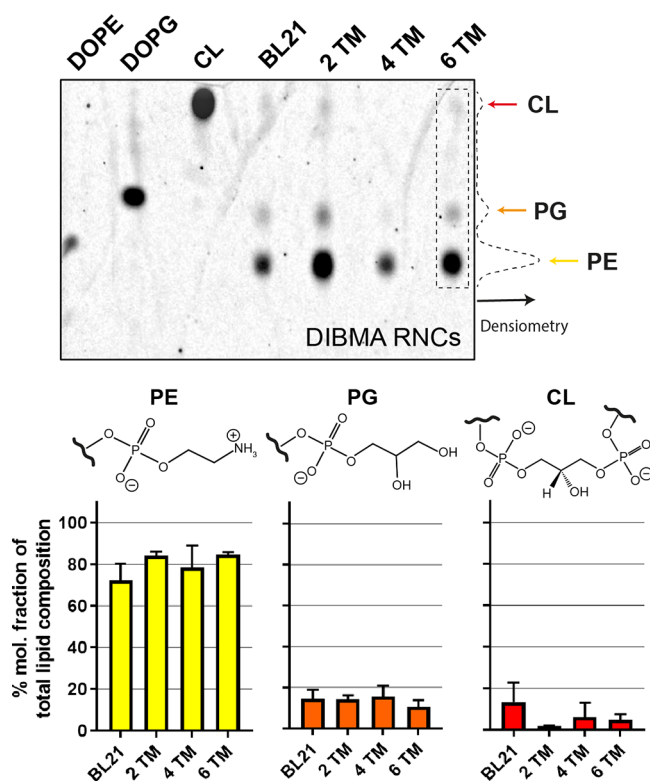 DOPE DOPG CL BL21 2 TM 4 TM 6 TM
CL
PG
PE
Densiometry
DIBMA RNCs
PE PG CL
O O P O O ⊖ O ⊕ NH3
O O P O ⊖ O OH OH
O O ⊖ P O O H OH O O P O O ⊖
% mol. fraction of
total lipid composition
100
80
60
40
20
0
BL21 2 TM 4 TM 6 TM
BL21 2 TM 4 TM 6 TM
BL21 2 TM 4 TM 6 TM